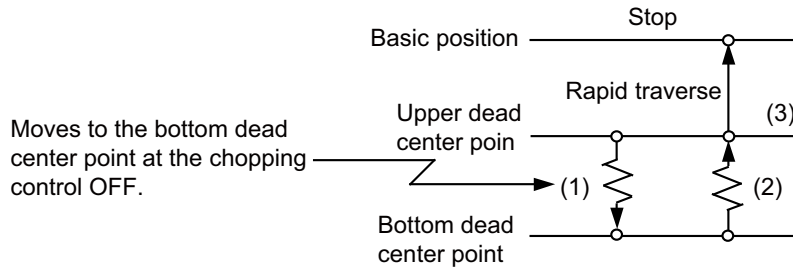 Stop
Basic position
Rapid traverse
Upper dead
center poin
(3)
Moves to the bottom dead
center point at the chopping
control OFF.
(1)
(2)
Bottom dead
center point